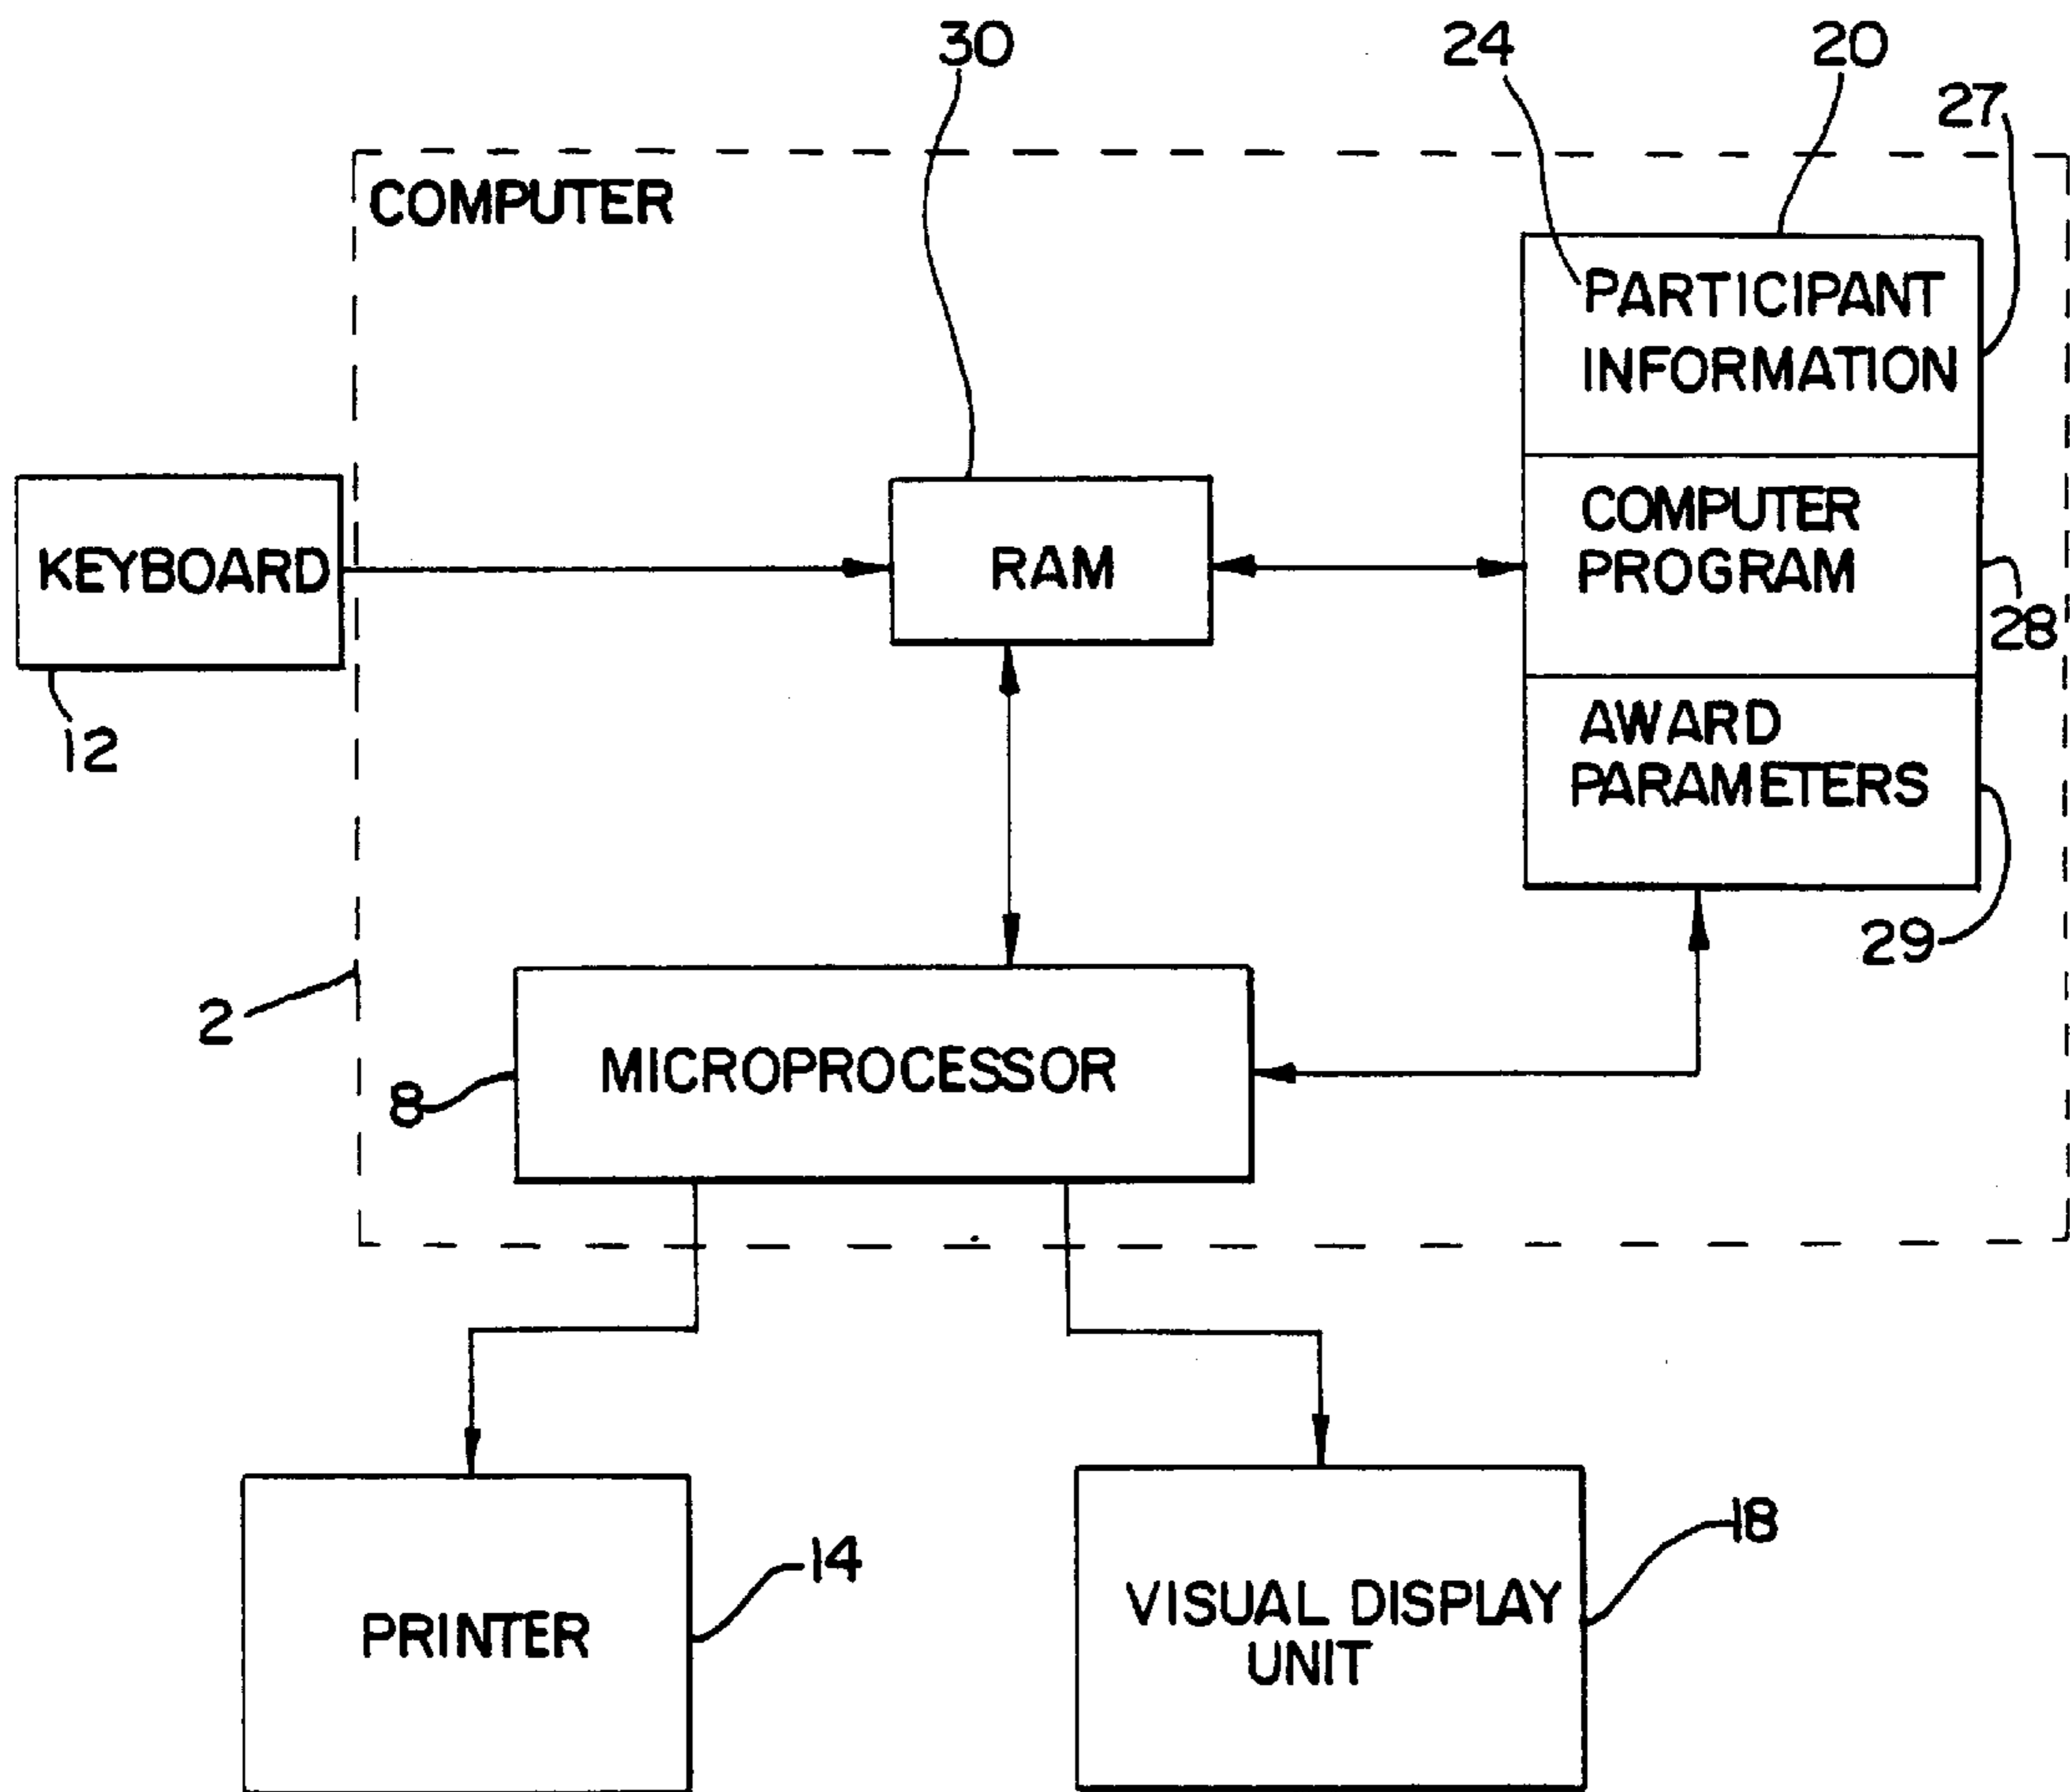 30
24
20
27
COMPUTER
PARTICIPANT
INFORMATION
KEYBOARD
RAM
COMPUTER
PROGRAM
28
12
AWARD
PARAMETERS
29
2
8
MICROPROCESSOR
14
18
PRINTER
VISUAL DISPLAY
UNIT